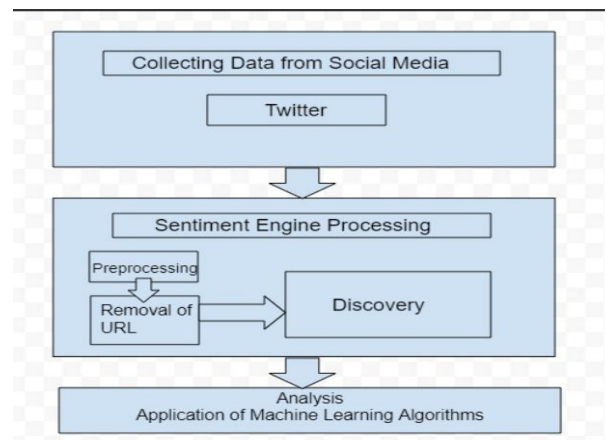 Collecting Data from Social Media
Twitter
Sentiment Engine Processing
Preprocessing
Removal of
URL
Discovery
Analysis
Application of Machine Learning Algorithms